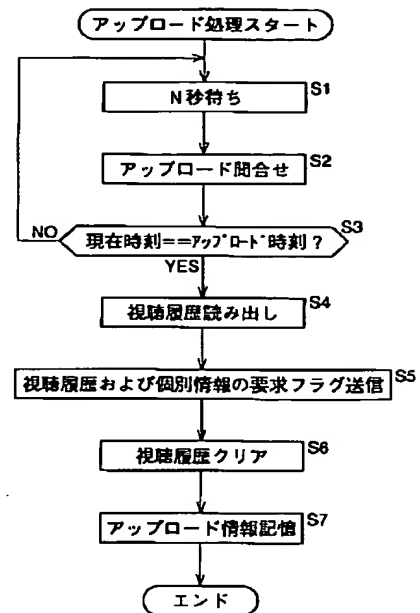 アップロード処理スタート
N秒待ち
S1
アップロード問合せ
S2
現在時刻==アップロード時刻?
S3
NO
YES
視聴履歴読み出し
S4
視聴履歴および個別情報の要求フラグ送信
S5
視聴履歴クリア
S6
アップロード情報記憶
S7
エンド